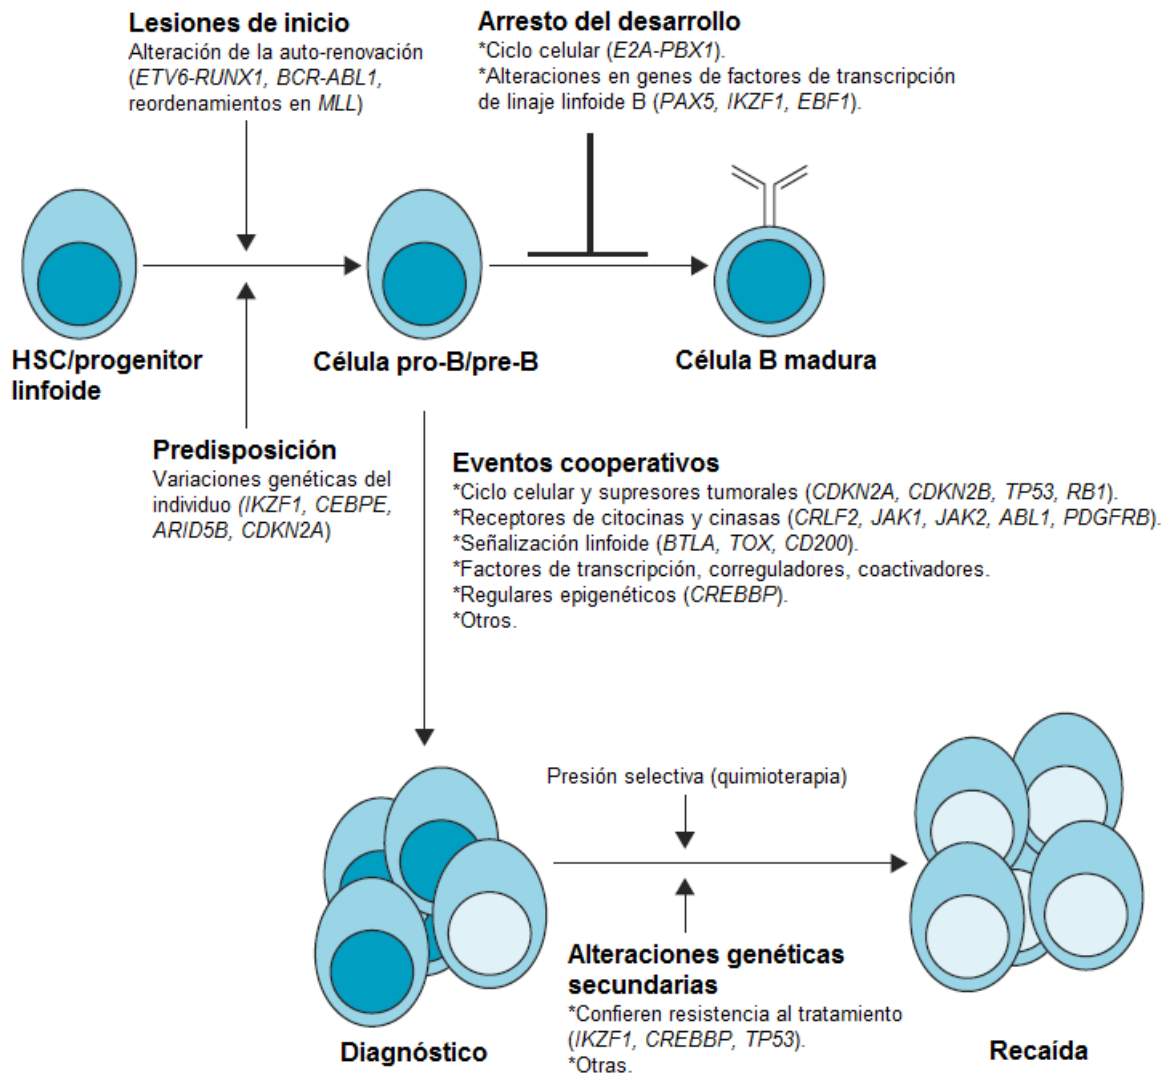 Lesiones de inicio
Alteración de la auto-renovación
(ETV6-RUNX1, BCR-ABL1,
reordenamientos en MLL)
Arresto del desarrollo
*Ciclo celular (E2A-PBX1).
*Alteraciones en genes de factores de transcripción
de linaje linfoide B (PAX5, IKZF1, EBF1).
HSC/progenitor
linfoide
Célula pro-B/pre-B
Célula B madura
Predisposición
Variaciones genéticas del
individuo (IKZF1, CEBPE,
ARID5B, CDKN2A)
Eventos cooperativos
*Ciclo celular y supresores tumorales (CDKN2A, CDKN2B, TP53, RB1).
*Receptores de citocinas y cinasas (CRLF2, JAK1, JAK2, ABL1, PDGFRB).
*Señalización linfoide (BTLA, TOX, CD200).
*Factores de transcripción, correguladores, coactivadores.
*Regulares epigenéticos (CREBBP).
*Otros.
Presión selectiva (quimioterapia)
Alteraciones genéticas
secundarias
*Confieren resistencia al tratamiento
(IKZF1, CREBBP, TP53).
*Otras.
Diagnóstico
Recaída